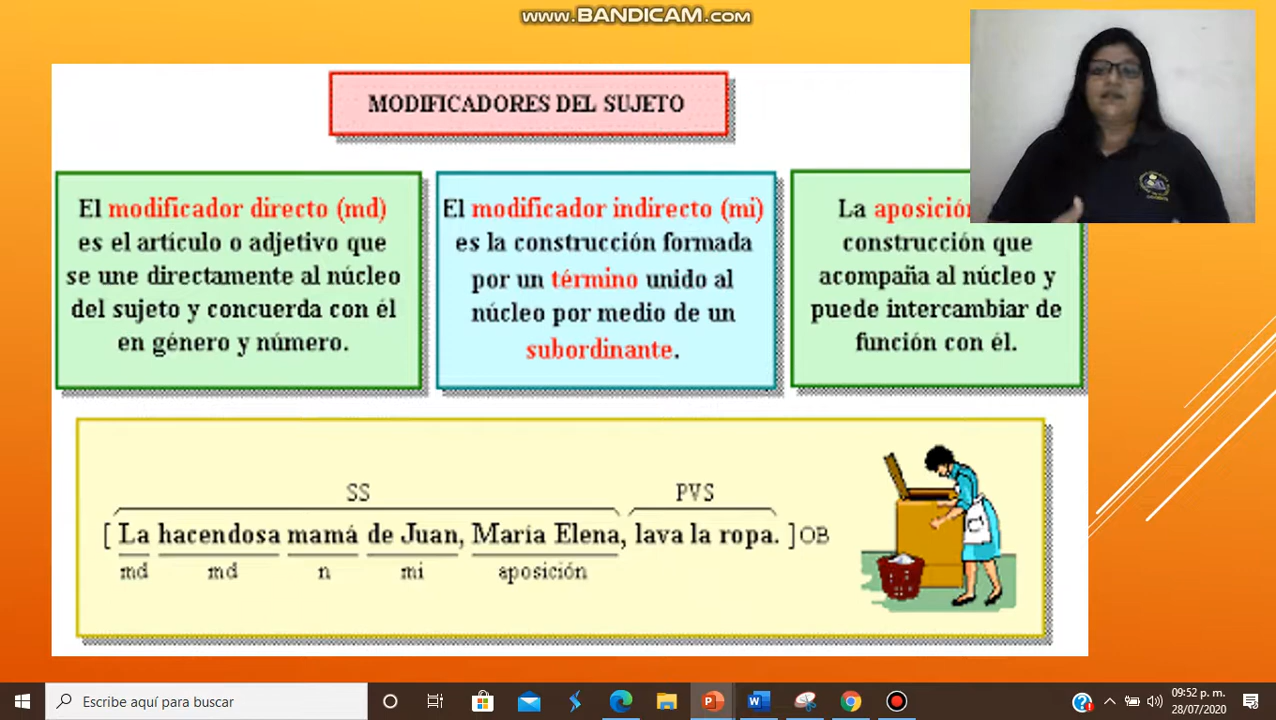 www.BANDICAM.com
MODIFICADORES DEL SUJETO
El modificador directo (md)
es el artículo o adjetivo que
se une directamente al núcleo
del sujeto y concuerda con él
en género y número.
El modificador indirecto (mi)
es la construcción formada
por un término unido al
núcleo por medio de un
subordinante.
La aposición
construcción que
acompaña al núcleo y
puede intercambiar de
función con él.
SS PVS
[ La hacendosa mamá de Juan, María Elena, lava la ropa. ] OB
md md n mi aposición
Escribe aquí para buscar
09:52 p. m.
28/07/2020